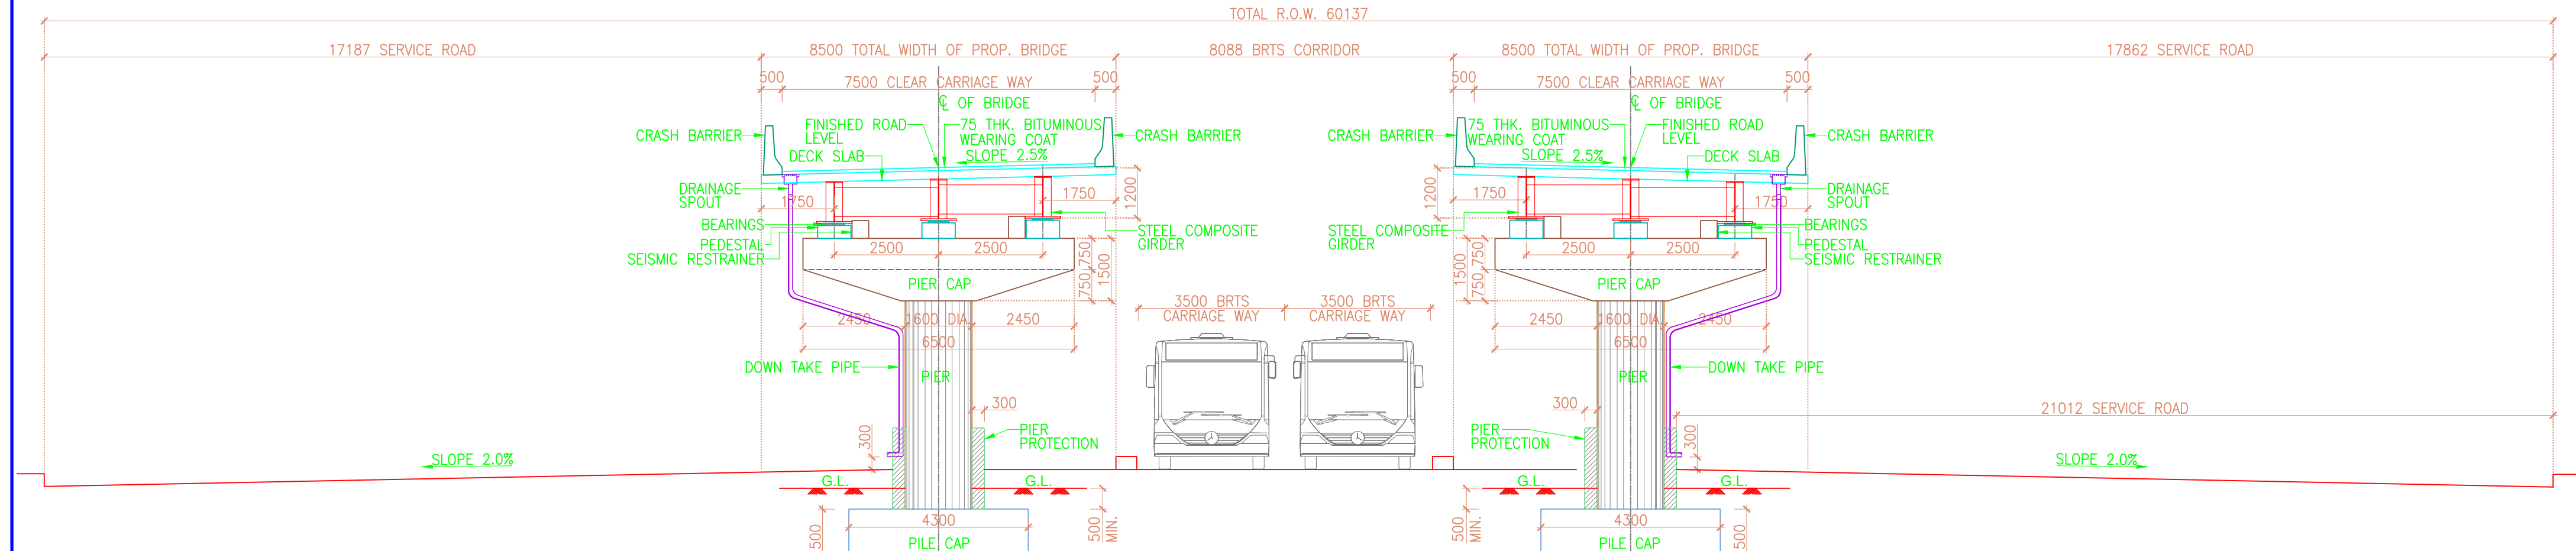 TOTAL R.O.W. 60137
17187 SERVICE ROAD
8500 TOTAL WIDTH OF PROP. BRIDGE
8088 BRTS CORRIDOR
8500 TOTAL WIDTH OF PROP. BRIDGE
17862 SERVICE ROAD
500
7500 CLEAR CARRIAGE WAY
500
500
7500 CLEAR CARRIAGE WAY
500
℄ OF BRIDGE
℄ OF BRIDGE
CRASH BARRIER
FINISHED ROAD
LEVEL
75 THK. BITUMINOUS
WEARING COAT
CRASH BARRIER
CRASH BARRIER
75 THK. BITUMINOUS
WEARING COAT
FINISHED ROAD
LEVEL
CRASH BARRIER
DECK SLAB
SLOPE 2.5%
SLOPE 2.5%
DECK SLAB
DRAINAGE
SPOUT
1750
1750
1200
1200
1750
1750
DRAINAGE
SPOUT
BEARINGS
PEDESTAL
SEISMIC RESTRAINER
STEEL COMPOSITE
GIRDER
STEEL COMPOSITE
GIRDER
BEARINGS
PEDESTAL
SEISMIC RESTRAINER
2500
2500
750
750
1500
1500
750
750
2500
2500
PIER CAP
PIER CAP
3500 BRTS
CARRIAGE WAY
3500 BRTS
CARRIAGE WAY
2450
1600 DIA.
2450
6500
2450
1600 DIA.
2450
6500
DOWN TAKE PIPE
PIER
PIER
DOWN TAKE PIPE
300
300
21012 SERVICE ROAD
PIER
PROTECTION
PIER
PROTECTION
300
300
SLOPE 2.0%
SLOPE 2.0%
G.L.
G.L.
G.L.
G.L.
500
4300
500
MIN.
500
MIN.
4300
500
PILE CAP
PILE CAP